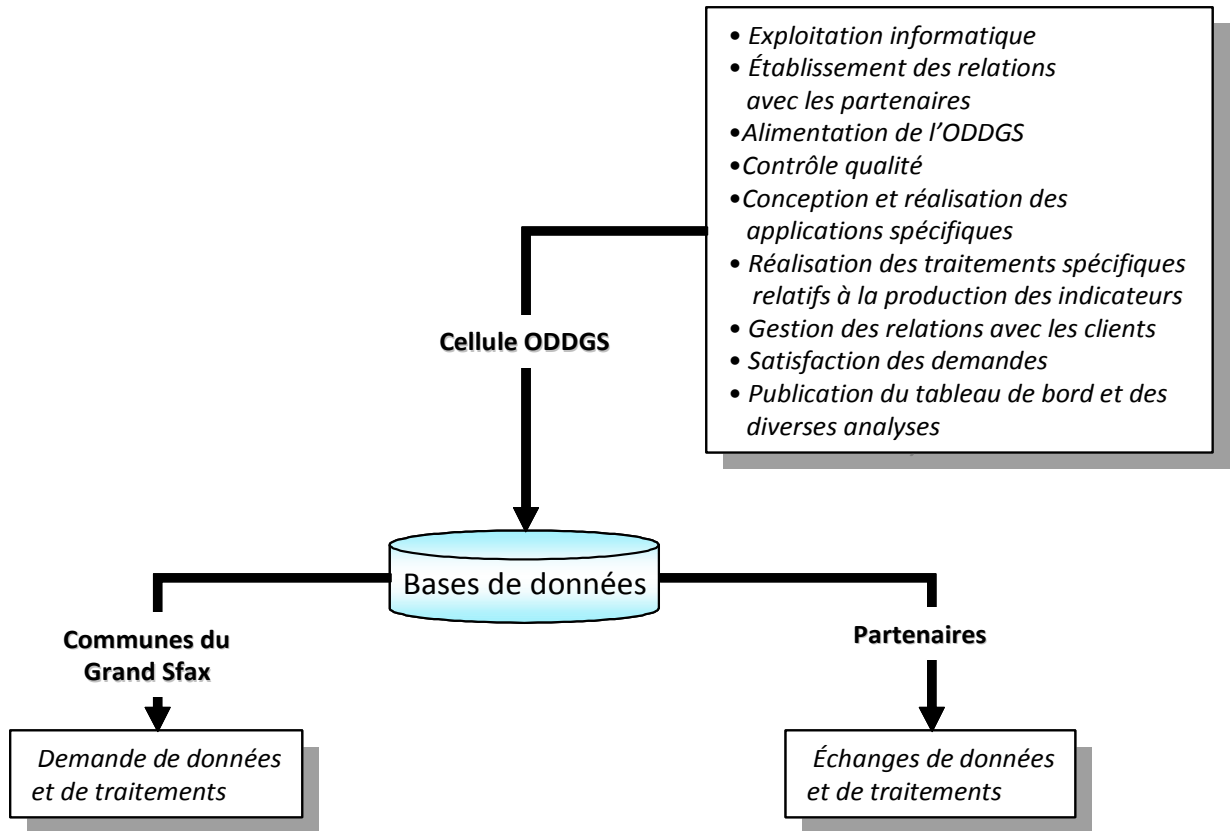 • Exploitation informatique
• Établissement des relations
avec les partenaires
•Alimentation de l’ODDGS
•Contrôle qualité
•Conception et réalisation des
applications spécifiques
• Réalisation des traitements spécifiques
relatifs à la production des indicateurs
• Gestion des relations avec les clients
• Satisfaction des demandes
• Publication du tableau de bord et des
diverses analyses
Cellule ODDGS
Bases de données
Communes du
Grand Sfax
Partenaires
Demande de données
et de traitements
Échanges de données
et de traitements